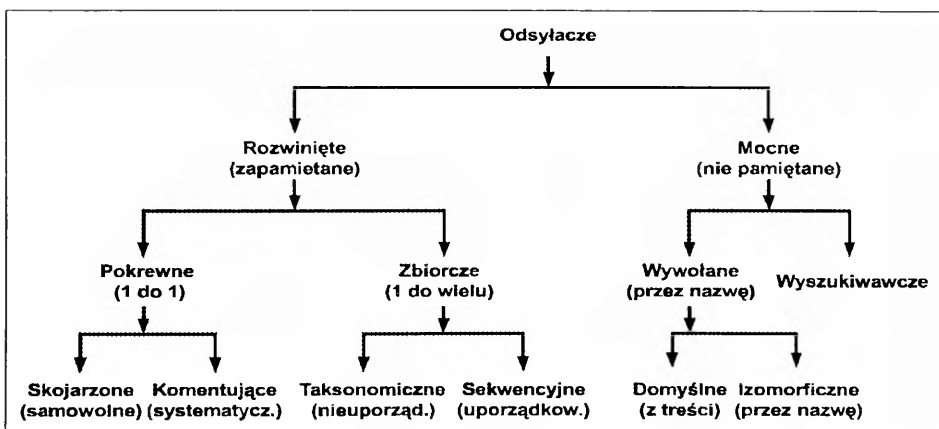 Odsyłacze
Rozwinięte
(zapamietane)
Mocne
(nie pamiętane)
Pokrewne
(1 do 1)
Zbiorcze
(1 do wielu)
Wywołane
(przez nazwę)
Wyszukiwawcze
Skojarzone
(samowolne)
Komentujące
(systematycz.)
Taksonomiczne
(nieuporząd.)
Sekwencyjne
(uporządkow.)
Domyślne
(z treści)
Izomorficzne
(przez nazwę)